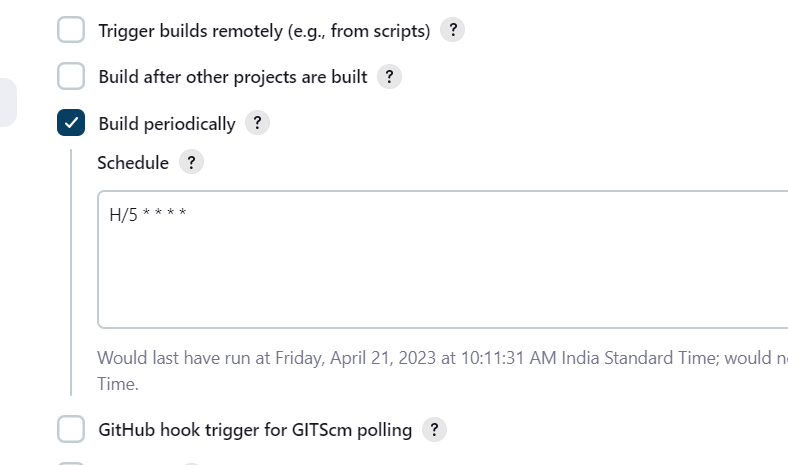 Trigger builds remotely (e.g., from scripts) ?
Build after other projects are built ?
Build periodically ?
Schedule ?
H/5 * * * *
Would last have run at Friday, April 21, 2023 at 10:11:31 AM India Standard Time; would
Time.
GitHub hook trigger for GITScm polling ?